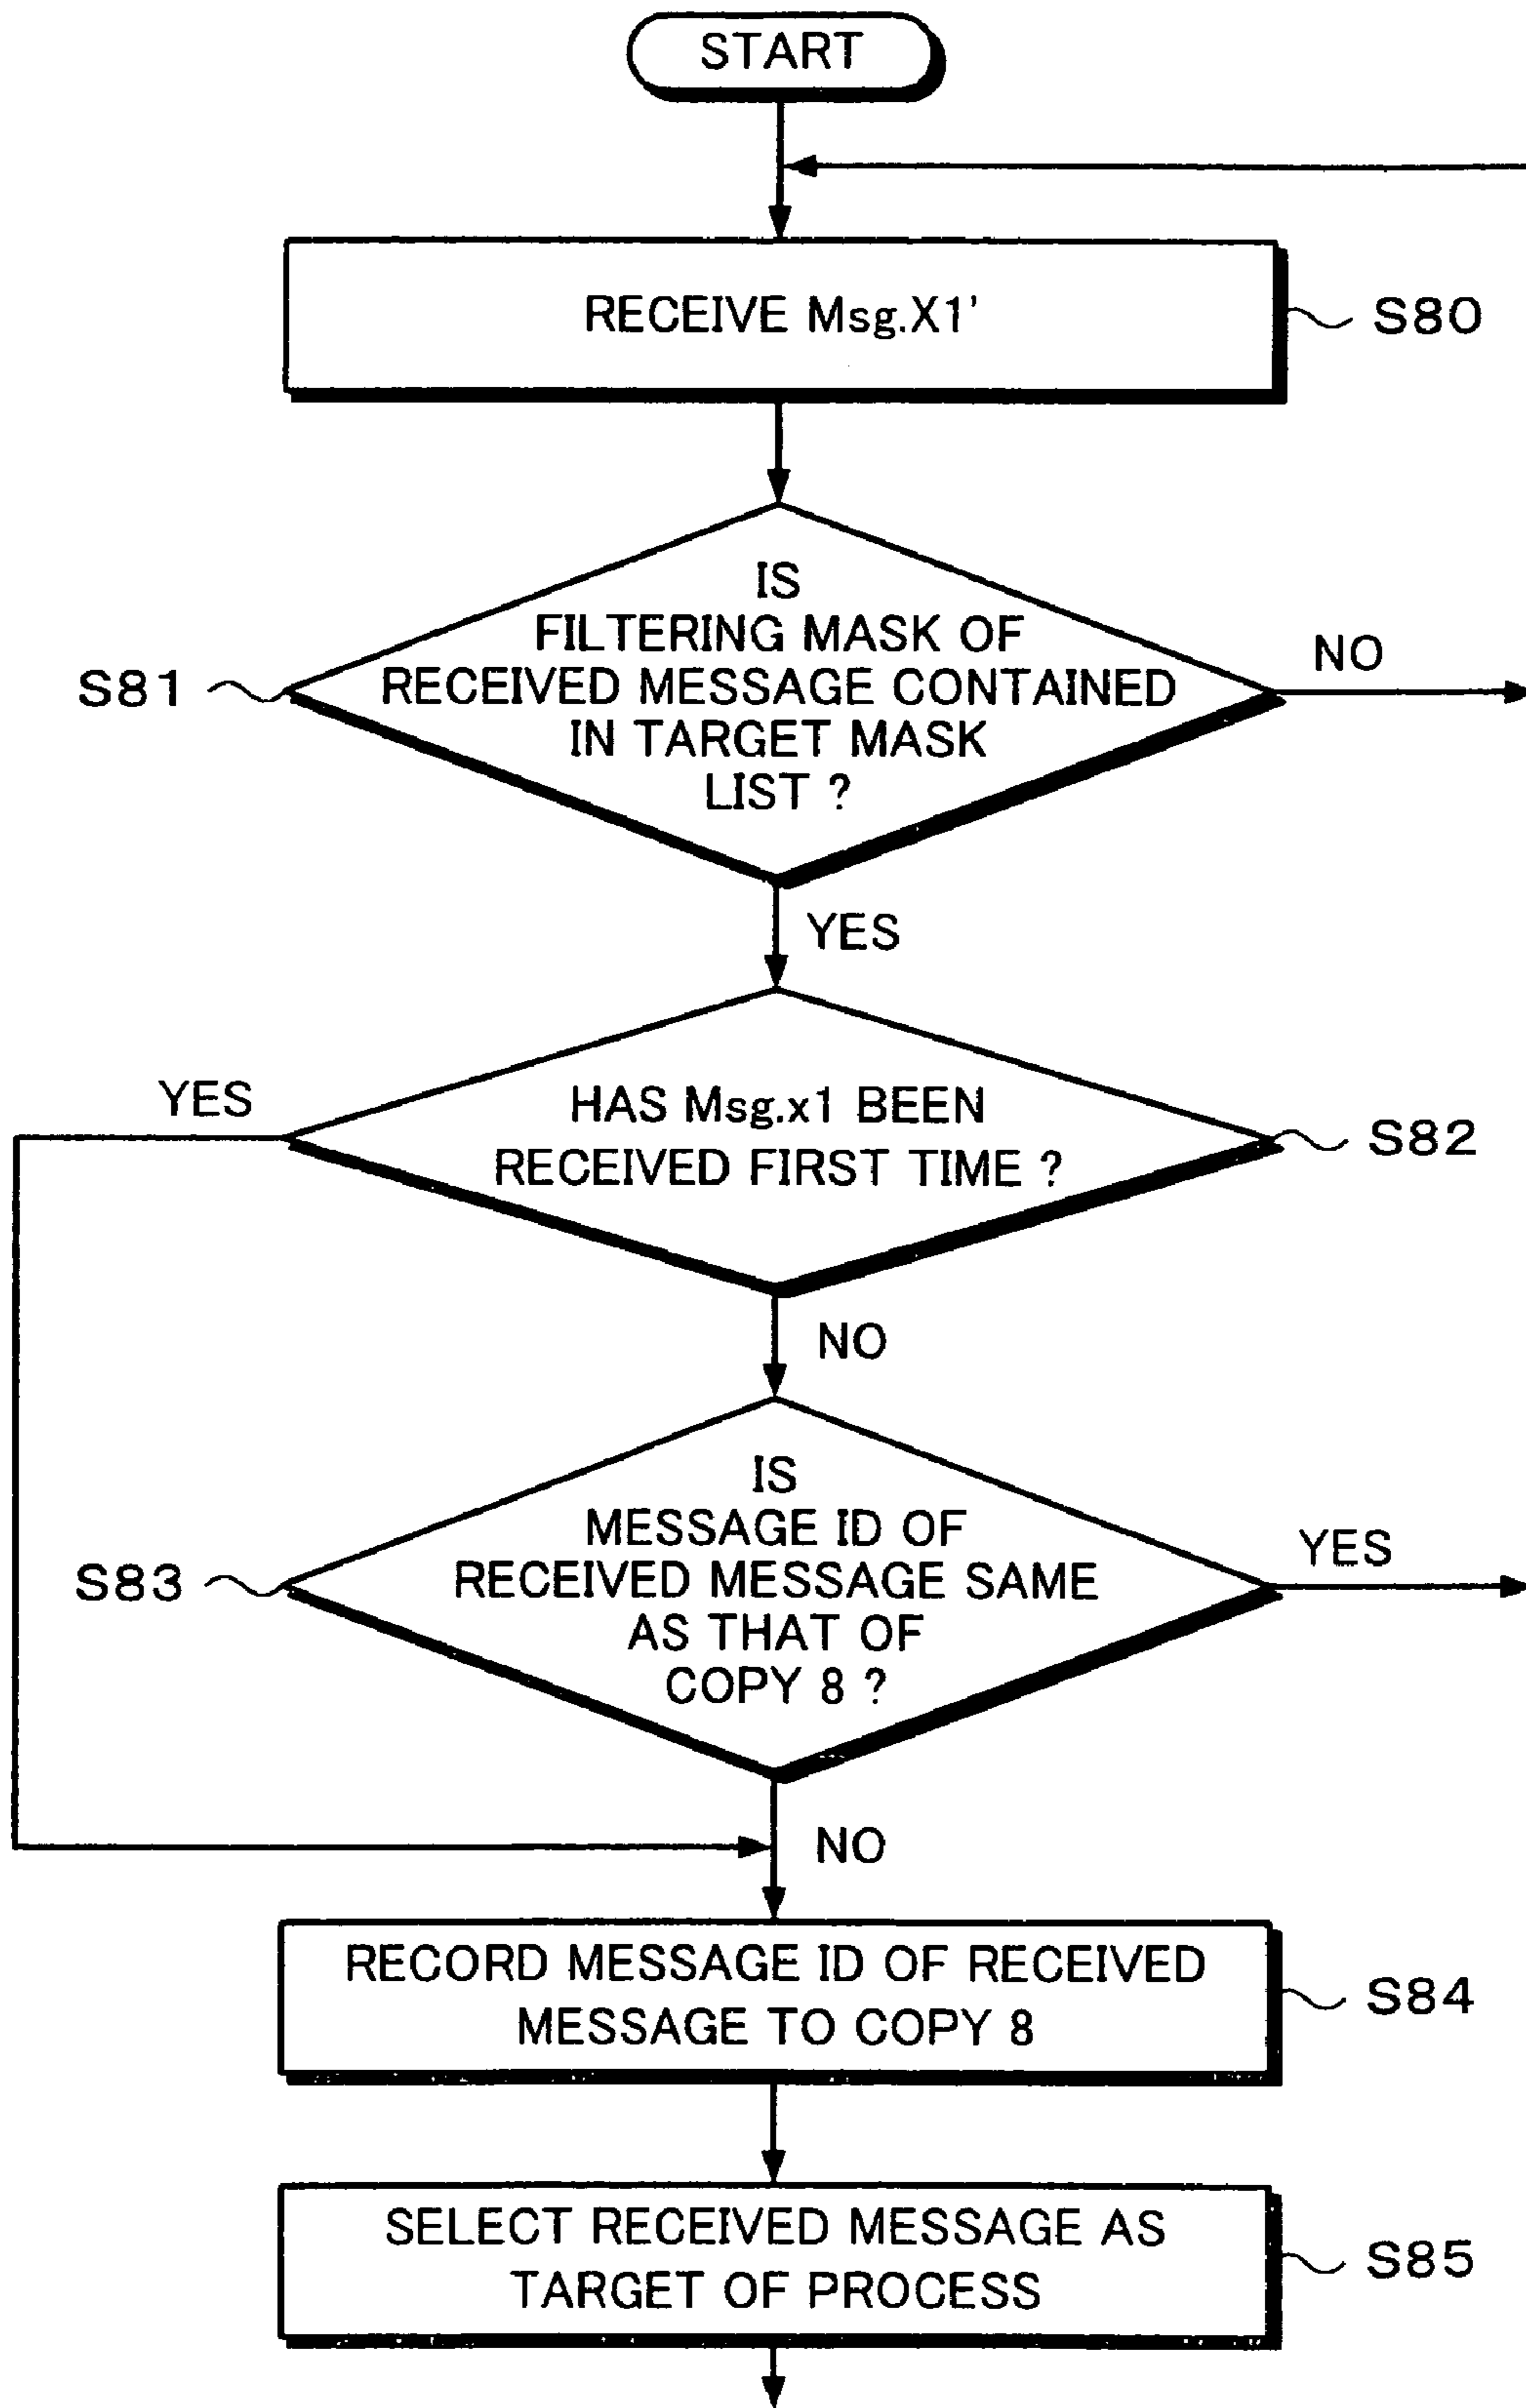 START
RECEIVE Msg.X1'
S80
IS
FILTERING MASK OF
RECEIVED MESSAGE CONTAINED
IN TARGET MASK
LIST ?
S81
NO
YES
HAS Msg.x1 BEEN
RECEIVED FIRST TIME ?
YES
S82
NO
IS
MESSAGE ID OF
RECEIVED MESSAGE SAME
AS THAT OF
COPY 8 ?
S83
YES
NO
RECORD MESSAGE ID OF RECEIVED
MESSAGE TO COPY 8
S84
SELECT RECEIVED MESSAGE AS
TARGET OF PROCESS
S85